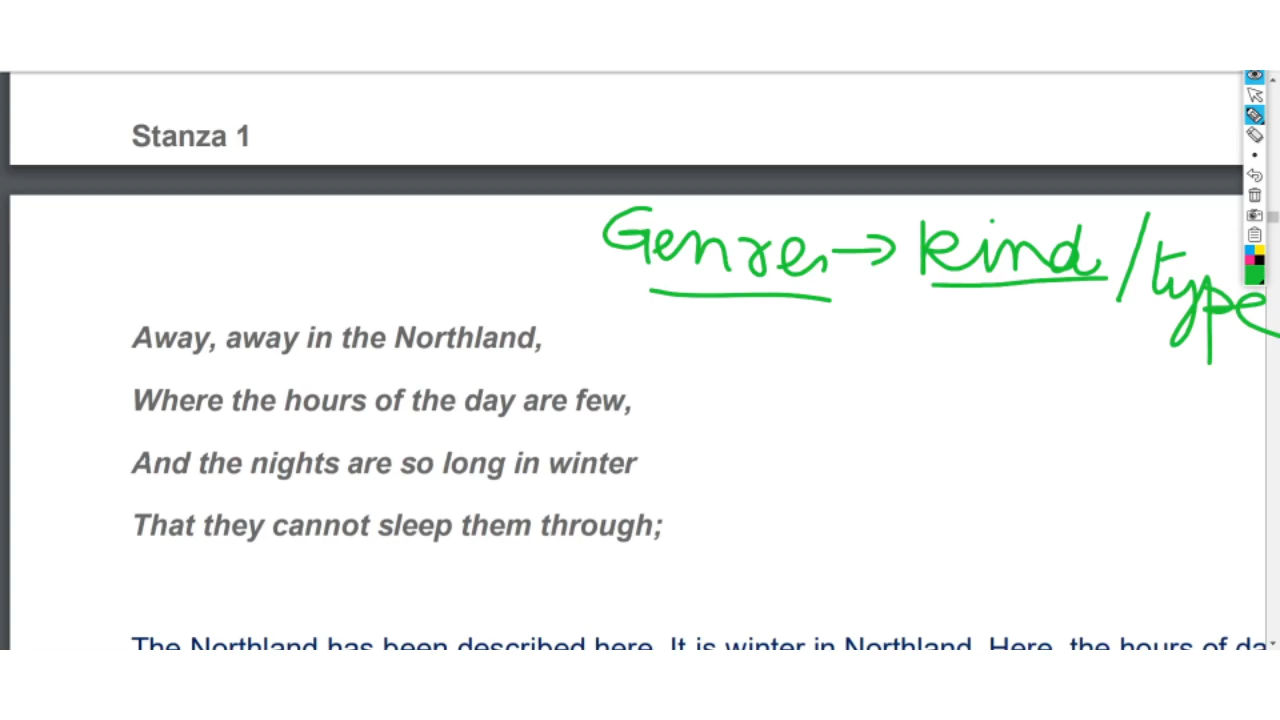 Stanza 1
Genre → kind / type
Away, away in the Northland,
Where the hours of the day are few,
And the nights are so long in winter
That they cannot sleep them through;
The Northland has been described here. It is winter in Northland. Here, the hours of da